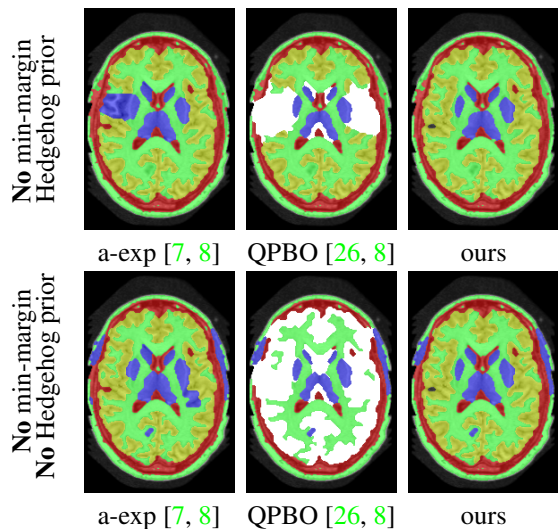 No min-margin
Hedgehog prior
a-exp [7, 8]
QPBO [26, 8]
ours
No min-margin
No Hedgehog prior
a-exp [7, 8]
QPBO [26, 8]
ours